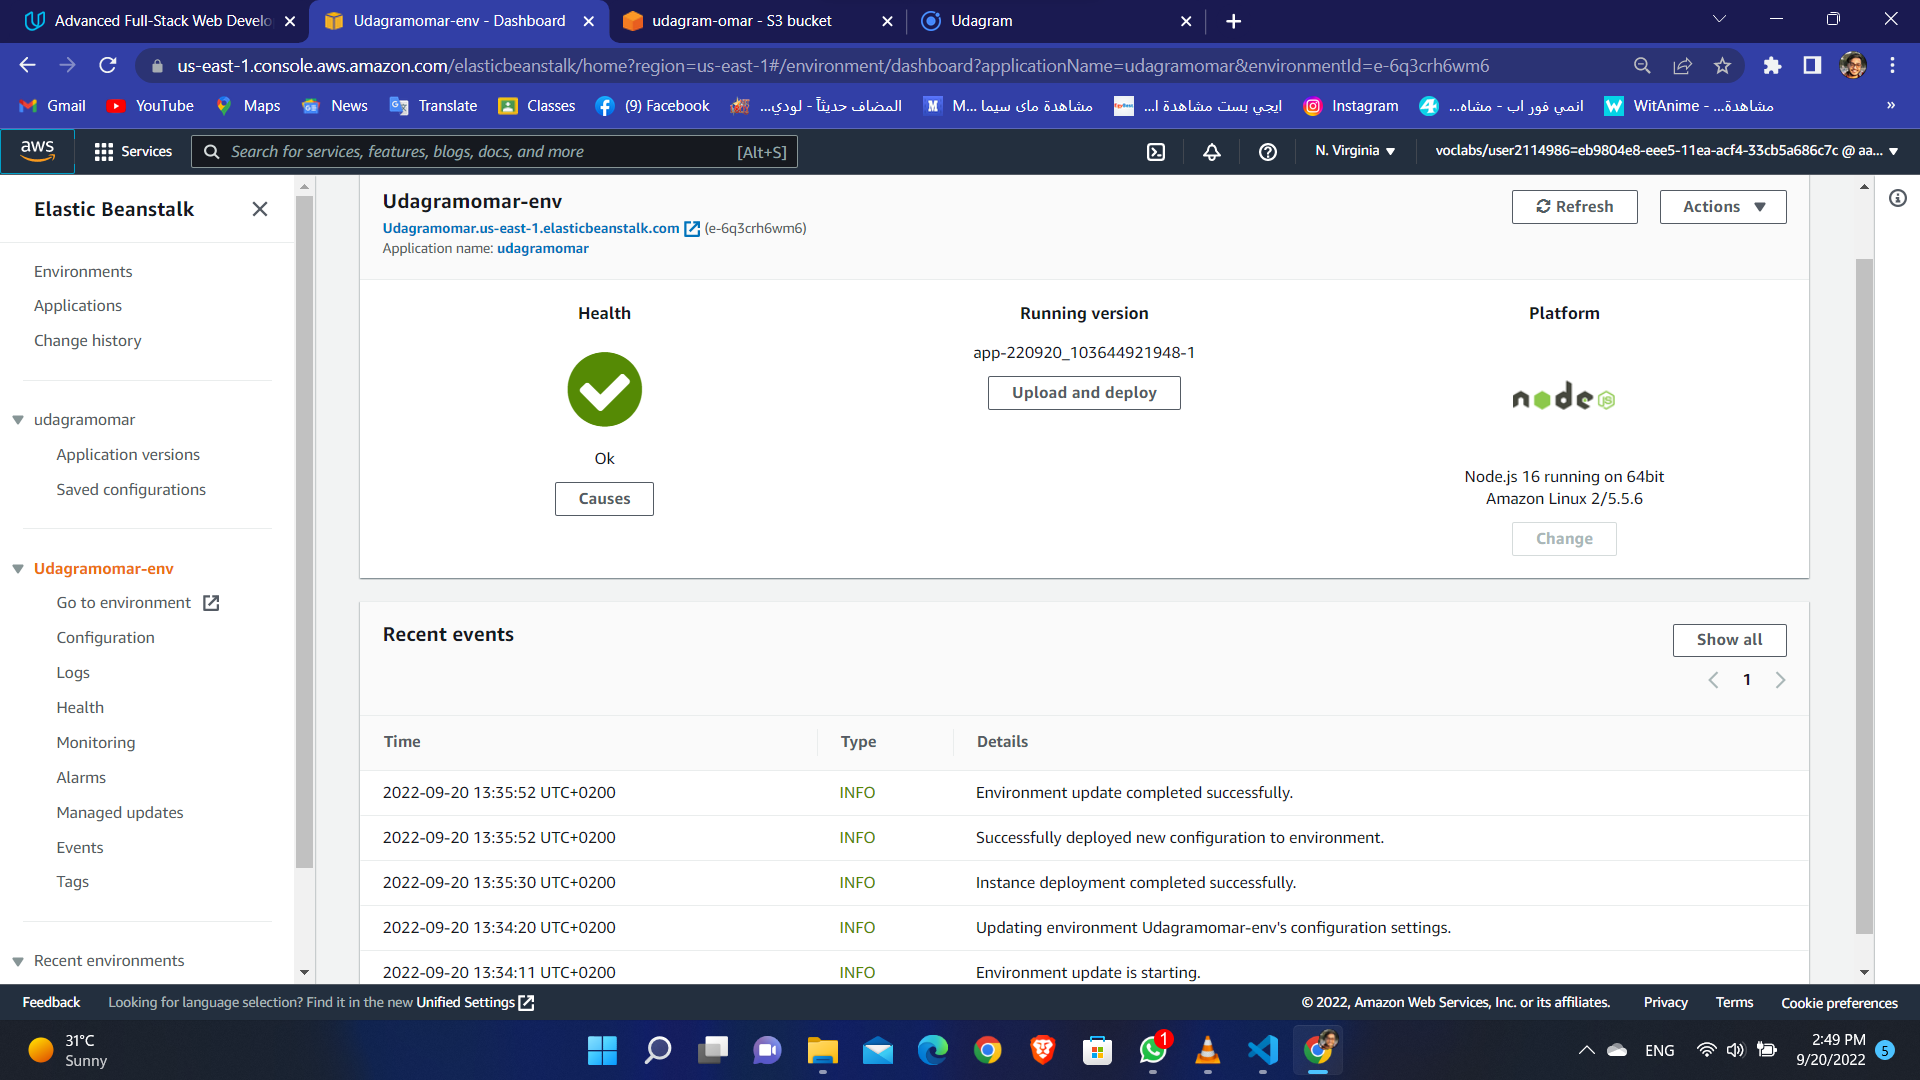 Advanced Full-Stack Web Develo
Udagramomar-env - Dashboard
udagram-omar - S3 bucket
Udagram
us-east-1.console.aws.amazon.com/elasticbeanstalk/home?region=us-east-1#/environment/dashboard?applicationName=udagramomar&environmentId=e-6q3crh6wm6
Gmail
YouTube
Maps
News
Translate
Classes
(9) Facebook
المضاف حديثاً - لودي...
M... مشاهدة ماى سيما
ايجي بست مشاهدة ا...
Instagram
انمي فور اب - مشاه...
WitAnime - مشاهدة...
»
aws
Services
Search for services, features, blogs, docs, and more
[Alt+S]
N. Virginia
voclabs/user2114986=eb9804e8-eee5-11ea-acf4-33cb5a686c7c @ aa...
Elastic Beanstalk
Environments
Applications
Change history
udagramomar
Application versions
Saved configurations
Udagramomar-env
Go to environment
Configuration
Logs
Health
Monitoring
Alarms
Managed updates
Events
Tags
Recent environments
Udagramomar-env
Udagramomar.us-east-1.elasticbeanstalk.com (e-6q3crh6wm6)
Application name: udagramomar
Refresh
Actions
Health
Ok
Causes
Running version
app-220920_103644921948-1
Upload and deploy
Platform
node JS
Node.js 16 running on 64bit
Amazon Linux 2/5.5.6
Change
Recent events
Show all
1
Time Type Details
2022-09-20 13:35:52 UTC+0200 INFO Environment update completed successfully.
2022-09-20 13:35:52 UTC+0200 INFO Successfully deployed new configuration to environment.
2022-09-20 13:35:30 UTC+0200 INFO Instance deployment completed successfully.
2022-09-20 13:34:20 UTC+0200 INFO Updating environment Udagramomar-env's configuration settings.
2022-09-20 13:34:11 UTC+0200 INFO Environment update is starting.
Feedback
Looking for language selection? Find it in the new Unified Settings
© 2022, Amazon Web Services, Inc. or its affiliates.
Privacy
Terms
Cookie preferences
31°C
Sunny
1
ENG
2:49 PM
9/20/2022
5